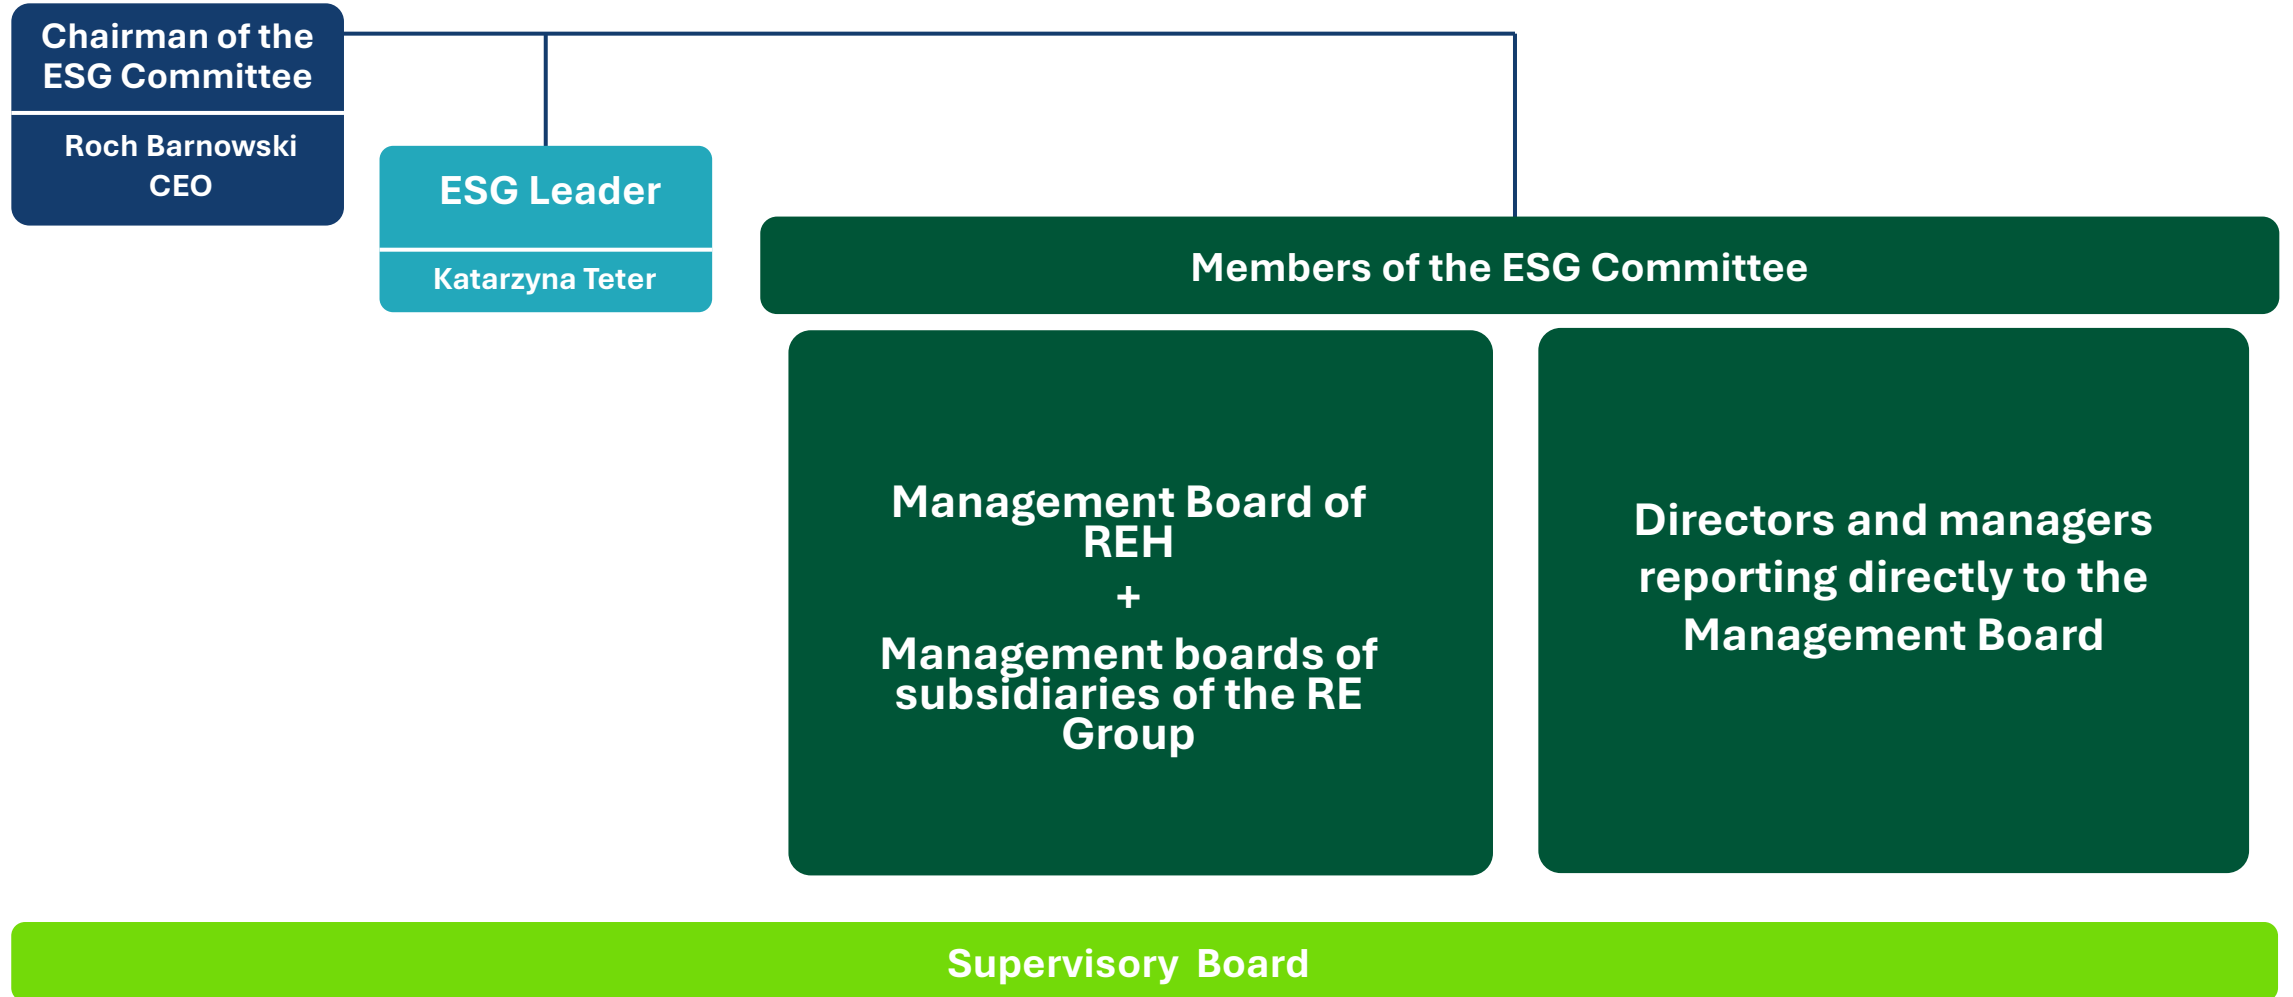 Chairman of the
ESG Committee
Roch Barnowski
CEO
ESG Leader
Katarzyna Teter
Members of the ESG Committee
Management Board of
REH
+
Management boards of
subsidiaries of the RE
Group
Directors and managers
reporting directly to the
Management Board
Supervisory Board